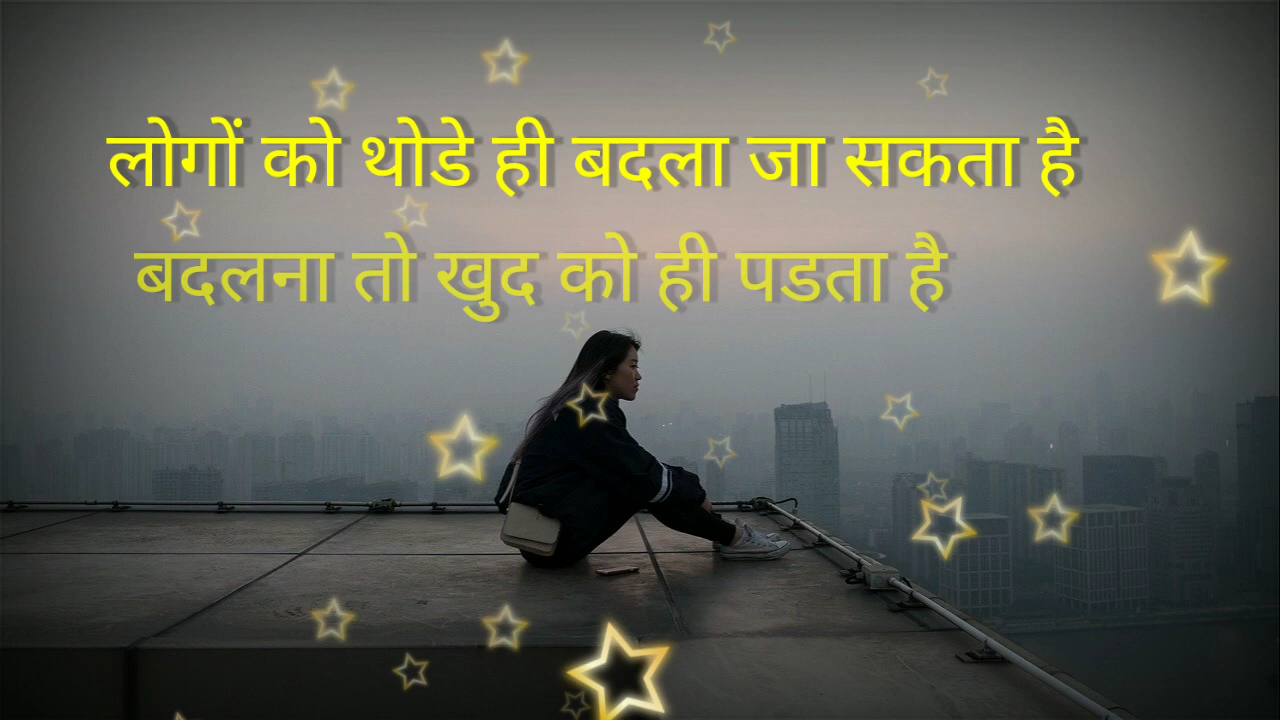 लोगों को थोडे ही बदला जा सकता है
बदलना तो खुद को ही पडता है